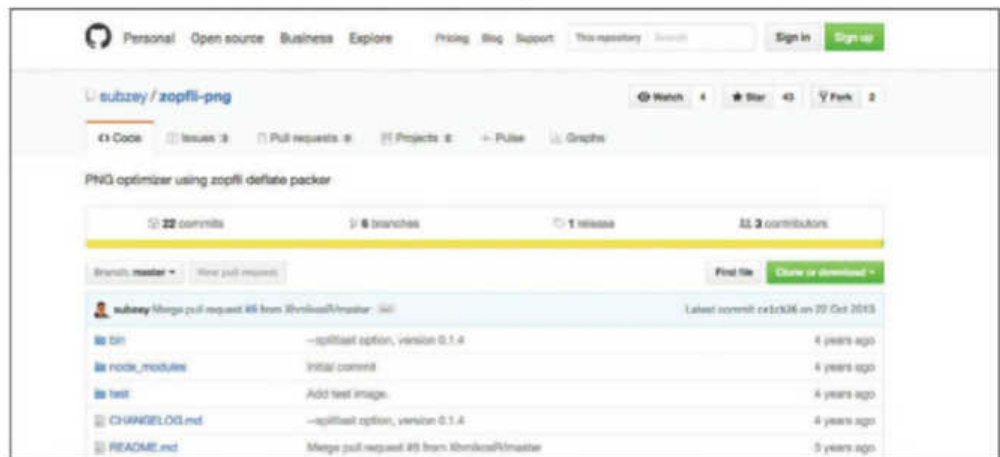 Personal Open source Business Explore Pricing Blog Support This repository Search Sign in Sign up
subzey / zopfli-png Watch 4 Star 43 Fork 2
Code Issues 3 Pull requests 0 Projects 0 Pulse Graphs
PNG optimizer using zopfli deflate packer
22 commits 6 branches 1 release 3 contributors
Branch: master New pull request Find file Clone or download
subzey Merge pull request #5 from XhmikosR/master Latest commit on 22 Oct 2013
bin --splitlast option, version 0.1.4 4 years ago
node_modules Initial commit 4 years ago
test Add test image. 4 years ago
CHANGELOG.md --splitlast option, version 0.1.4 4 years ago
README.md Merge pull request #5 from XhmikosR/master 3 years ago